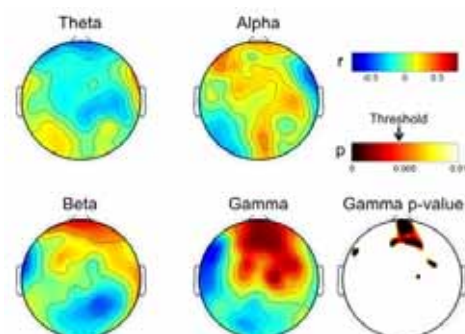 Theta
Alpha
r
-0.5 0 0.5
Threshold
p
0 0.005 0.01
Beta
Gamma
Gamma p-value